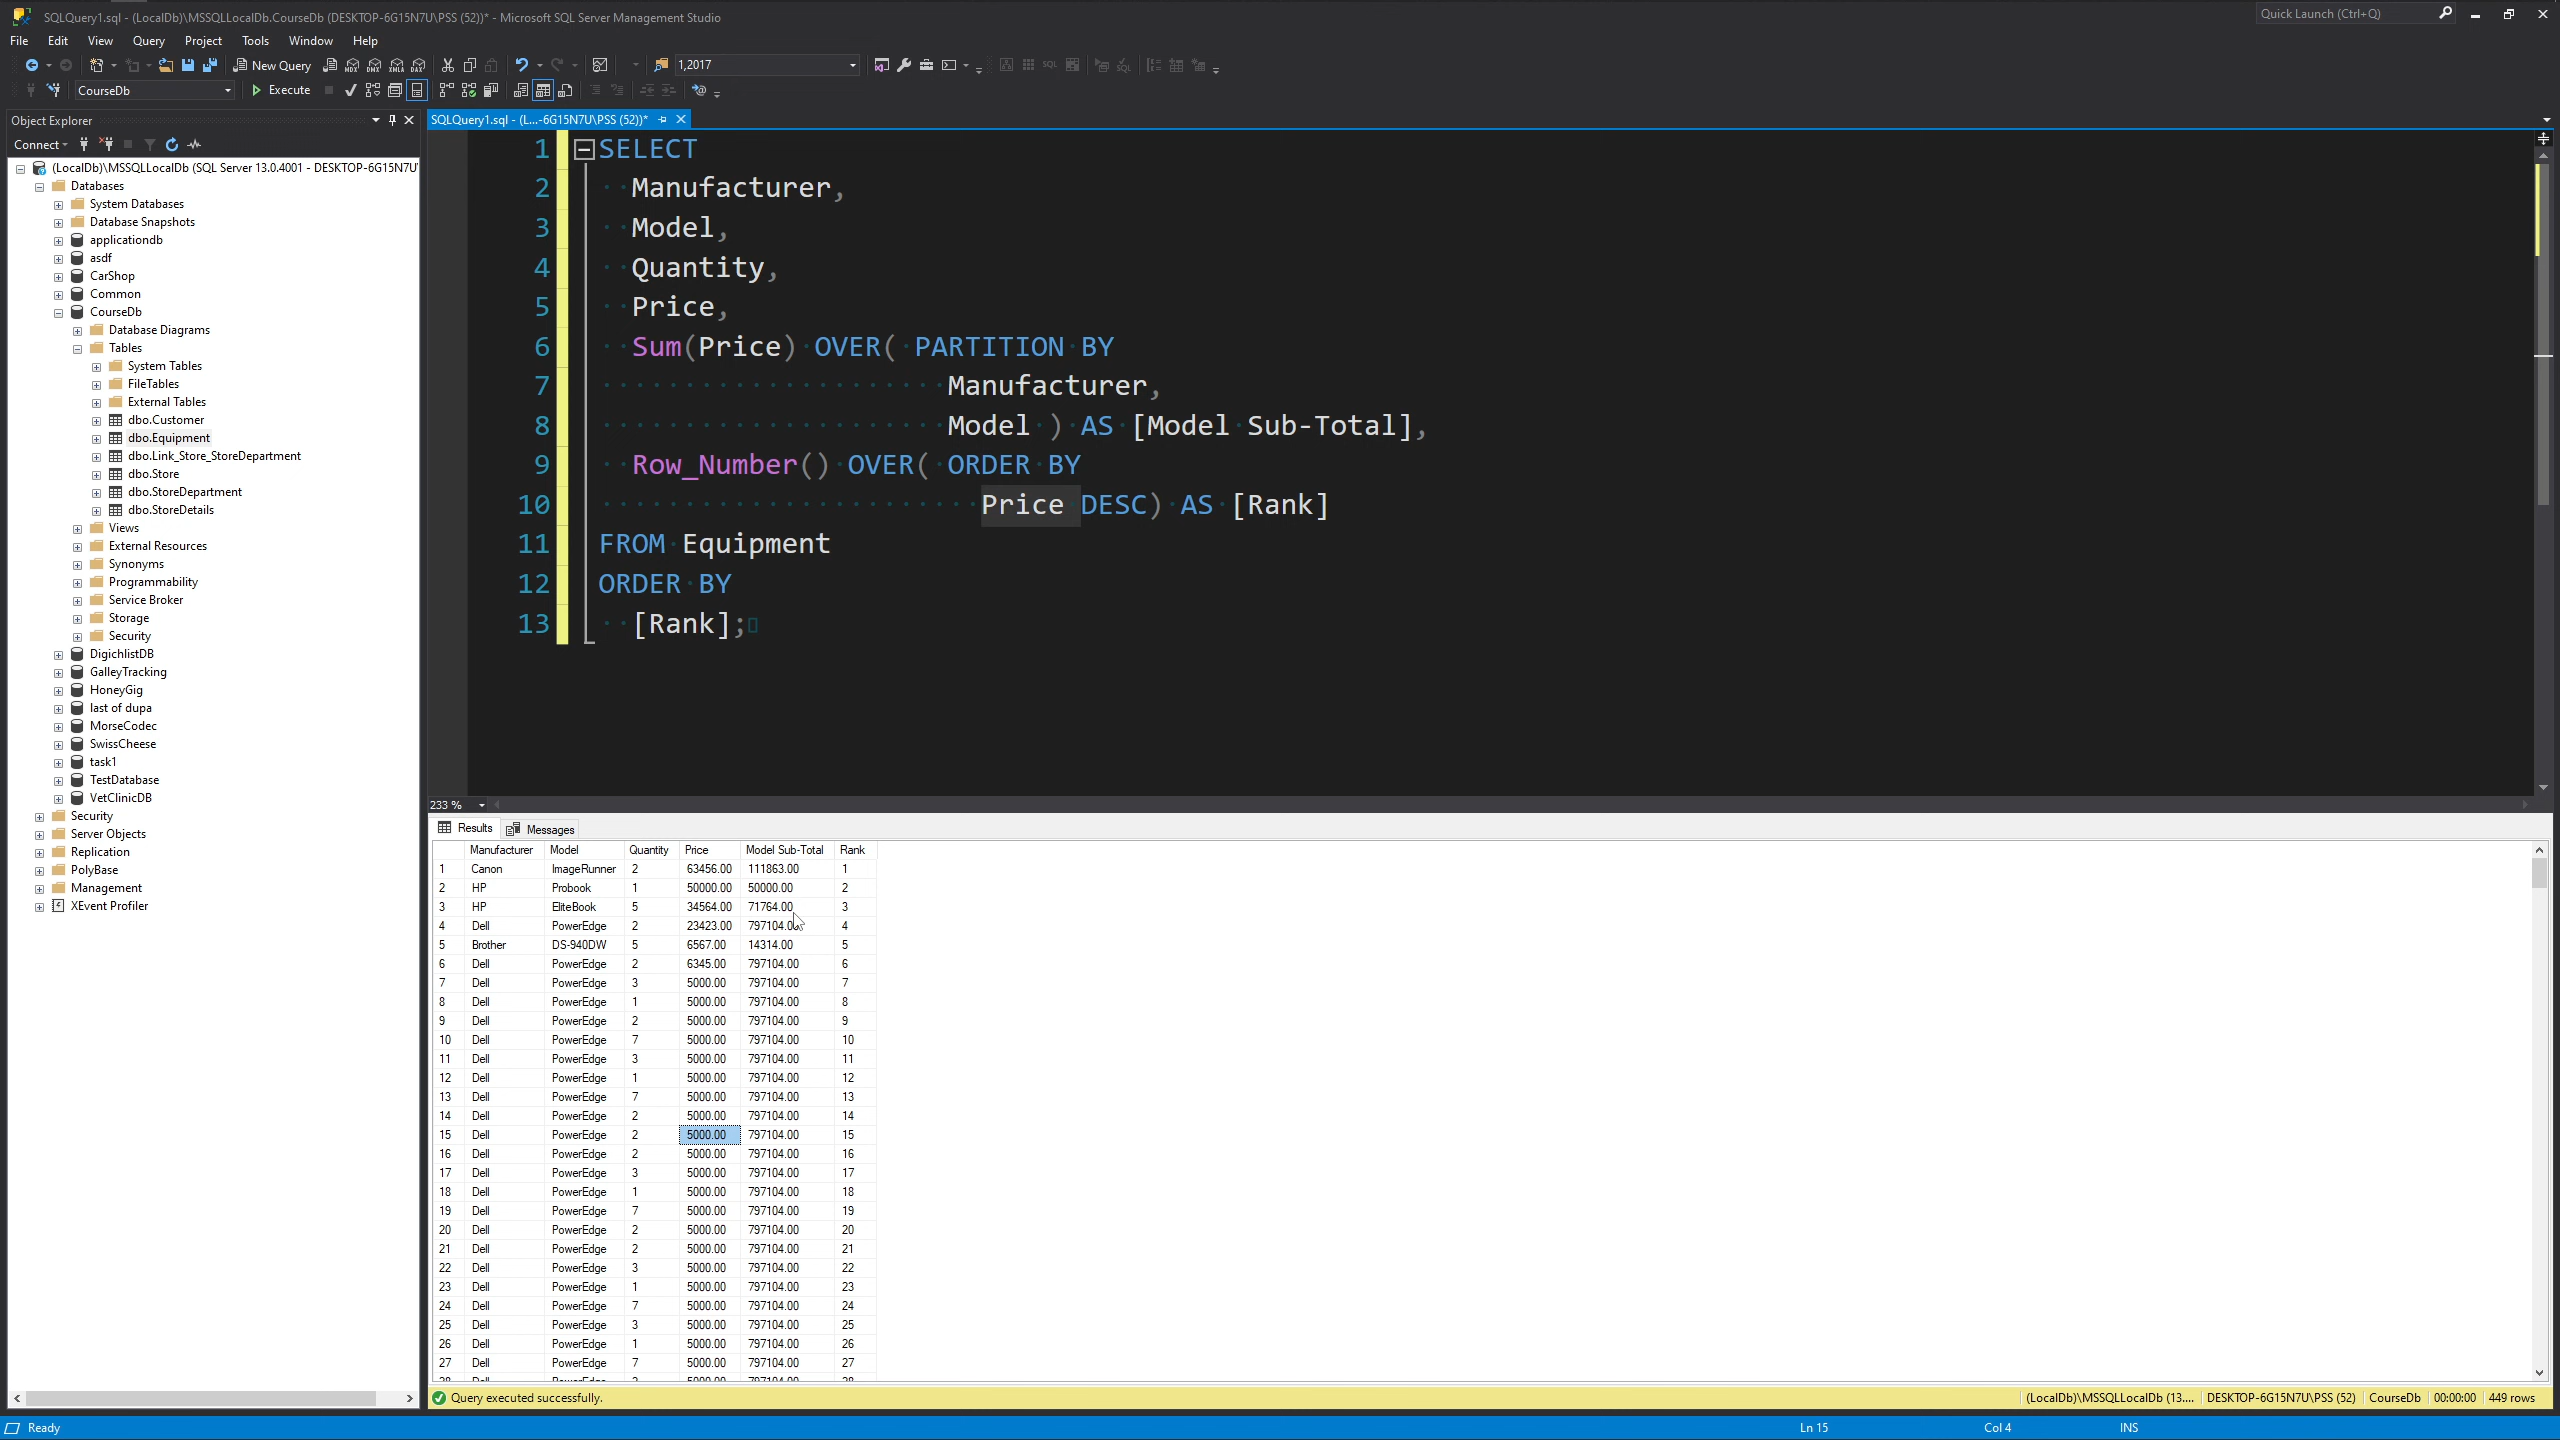 SQLQuery1.sql - (LocalDb)\MSSQLLocalDb.CourseDb (DESKTOP-6G15N7U\PSS (52))* - Microsoft SQL Server Management Studio
Quick Launch (Ctrl+Q)
File Edit View Query Project Tools Window Help
New Query
1,2017
CourseDb
Execute
Object Explorer
Connect
(LocalDb)\MSSQLLocalDb (SQL Server 13.0.4001 - DESKTOP-6G15N7U
Databases
System Databases
Database Snapshots
applicationdb
asdf
CarShop
Common
CourseDb
Database Diagrams
Tables
System Tables
FileTables
External Tables
dbo.Customer
dbo.Equipment
dbo.Link_Store_StoreDepartment
dbo.Store
dbo.StoreDepartment
dbo.StoreDetails
Views
External Resources
Synonyms
Programmability
Service Broker
Storage
Security
DigichlistDB
GalleyTracking
HoneyGig
last of dupa
MorseCodec
SwissCheese
task1
TestDatabase
VetClinicDB
Security
Server Objects
Replication
PolyBase
Management
XEvent Profiler
SQLQuery1.sql - (L...-6G15N7U\PSS (52))*
1 SELECT
2 Manufacturer,
3 Model,
4 Quantity,
5 Price,
6 Sum(Price) OVER( PARTITION BY
7 Manufacturer,
8 Model ) AS [Model Sub-Total],
9 Row_Number() OVER( ORDER BY
10 Price DESC) AS [Rank]
11 FROM Equipment
12 ORDER BY
13 [Rank];
233 %
Results Messages
Manufacturer Model Quantity Price Model Sub-Total Rank
1 Canon ImageRunner 2 63456.00 111863.00 1
2 HP Probook 1 50000.00 50000.00 2
3 HP EliteBook 5 34564.00 71764.00 3
4 Dell PowerEdge 2 23423.00 797104.00 4
5 Brother DS-940DW 5 6567.00 14314.00 5
6 Dell PowerEdge 2 6345.00 797104.00 6
7 Dell PowerEdge 3 5000.00 797104.00 7
8 Dell PowerEdge 1 5000.00 797104.00 8
9 Dell PowerEdge 2 5000.00 797104.00 9
10 Dell PowerEdge 7 5000.00 797104.00 10
11 Dell PowerEdge 3 5000.00 797104.00 11
12 Dell PowerEdge 1 5000.00 797104.00 12
13 Dell PowerEdge 7 5000.00 797104.00 13
14 Dell PowerEdge 2 5000.00 797104.00 14
15 Dell PowerEdge 2 5000.00 797104.00 15
16 Dell PowerEdge 2 5000.00 797104.00 16
17 Dell PowerEdge 3 5000.00 797104.00 17
18 Dell PowerEdge 1 5000.00 797104.00 18
19 Dell PowerEdge 7 5000.00 797104.00 19
20 Dell PowerEdge 2 5000.00 797104.00 20
21 Dell PowerEdge 2 5000.00 797104.00 21
22 Dell PowerEdge 3 5000.00 797104.00 22
23 Dell PowerEdge 1 5000.00 797104.00 23
24 Dell PowerEdge 7 5000.00 797104.00 24
25 Dell PowerEdge 3 5000.00 797104.00 25
26 Dell PowerEdge 1 5000.00 797104.00 26
27 Dell PowerEdge 7 5000.00 797104.00 27
Query executed successfully.
(LocalDb)\MSSQLLocalDb (13.... DESKTOP-6G15N7U\PSS (52) CourseDb 00:00:00 449 rows
Ready Ln 15 Col 4 INS